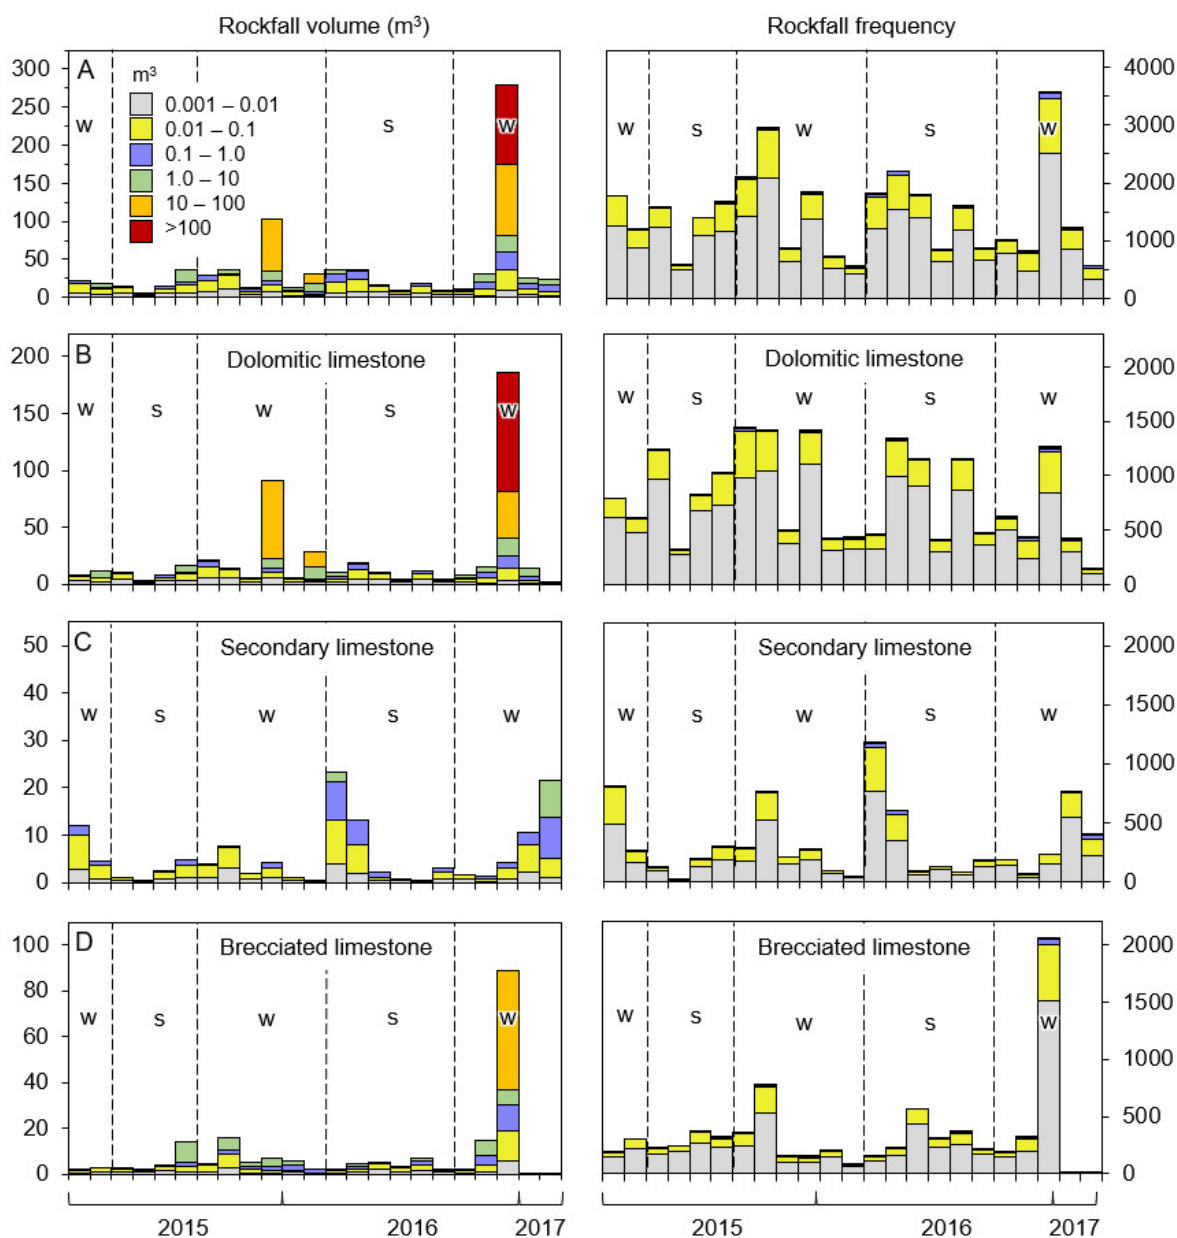 Rockfall volume (m³)
Rockfall frequency
A
300
250
200
150
100
50
0
m³
0.001 – 0.01
0.01 – 0.1
0.1 – 1.0
1.0 – 10
10 – 100
>100
W
S
W
W
S
W
S
W
4000
3000
2000
1000
0
B
Dolomitic limestone
200
150
100
50
0
W
S
W
S
W
Dolomitic limestone
W
S
W
S
W
2000
1500
1000
500
0
C
Secondary limestone
50
40
30
20
10
0
W
S
W
S
W
Secondary limestone
W
S
W
S
W
2000
1500
1000
500
0
D
Brecciated limestone
100
80
60
40
20
0
W
S
W
S
W
Brecciated limestone
W
S
W
S
W
2000
1500
1000
500
0
2015
2016
2017
2015
2016
2017